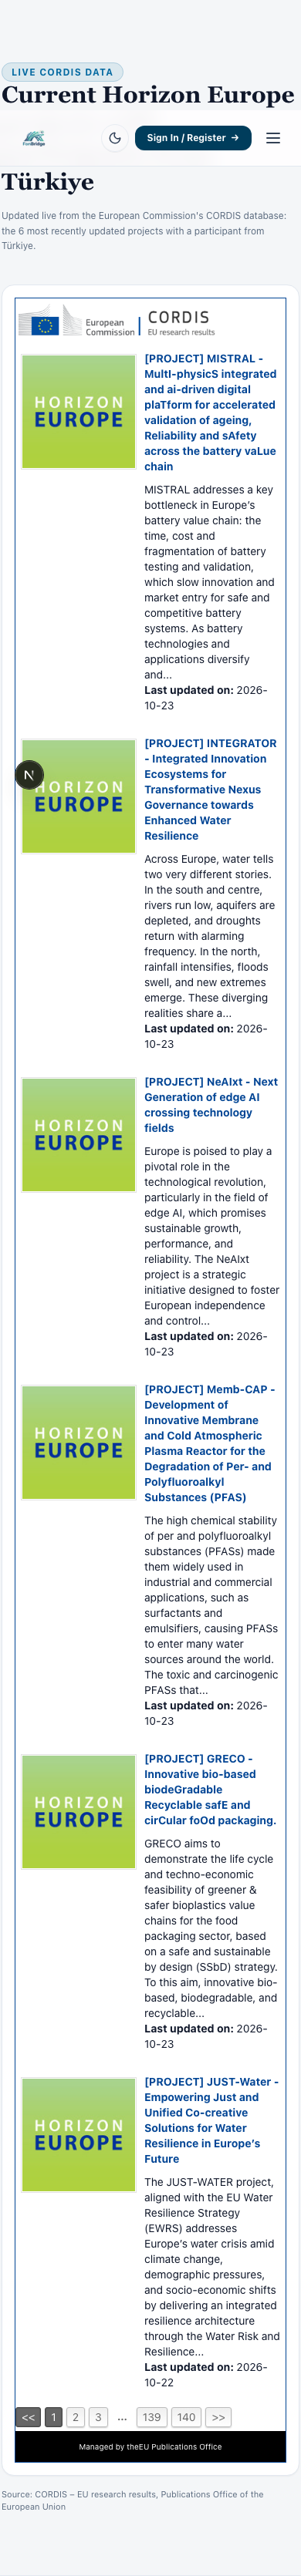 LIVE CORDIS DATA
Current Horizon Europe
FonBridge
Sign In / Register →
Türkiye
Updated live from the European Commission's CORDIS database:
the 6 most recently updated projects with a participant from
Türkiye.
European
Commission
CORDIS
EU research results
HORIZON
EUROPE
[PROJECT] MISTRAL -
MultI-physicS integrated
and ai-driven digital
plaTform for accelerated
validation of ageing,
Reliability and sAfety
across the battery vaLue
chain
MISTRAL addresses a key
bottleneck in Europe's
battery value chain: the
time, cost and
fragmentation of battery
testing and validation,
which slow innovation and
market entry for safe and
competitive battery
systems. As battery
technologies and
applications diversify
and...
Last updated on: 2026-
10-23
N
HORIZON
EUROPE
[PROJECT] INTEGRATOR
- Integrated Innovation
Ecosystems for
Transformative Nexus
Governance towards
Enhanced Water
Resilience
Across Europe, water tells
two very different stories.
In the south and centre,
rivers run low, aquifers are
depleted, and droughts
return with alarming
frequency. In the north,
rainfall intensifies, floods
swell, and new extremes
emerge. These diverging
realities share a...
Last updated on: 2026-
10-23
HORIZON
EUROPE
[PROJECT] NeAIxt - Next
Generation of edge AI
crossing technology
fields
Europe is poised to play a
pivotal role in the
technological revolution,
particularly in the field of
edge AI, which promises
sustainable growth,
performance, and
reliability. The NeAIxt
project is a strategic
initiative designed to foster
European independence
and control...
Last updated on: 2026-
10-23
HORIZON
EUROPE
[PROJECT] Memb-CAP -
Development of
Innovative Membrane
and Cold Atmospheric
Plasma Reactor for the
Degradation of Per- and
Polyfluoroalkyl
Substances (PFAS)
The high chemical stability
of per and polyfluoroalkyl
substances (PFASs) made
them widely used in
industrial and commercial
applications, such as
surfactants and
emulsifiers, causing PFASs
to enter many water
sources around the world.
The toxic and carcinogenic
PFASs that...
Last updated on: 2026-
10-23
HORIZON
EUROPE
[PROJECT] GRECO -
Innovative bio-based
biodeGradable
Recyclable safE and
cirCular foOd packaging.
GRECO aims to
demonstrate the life cycle
and techno-economic
feasibility of greener &
safer bioplastics value
chains for the food
packaging sector, based
on a safe and sustainable
by design (SSbD) strategy.
To this aim, innovative bio-
based, biodegradable, and
recyclable...
Last updated on: 2026-
10-23
HORIZON
EUROPE
[PROJECT] JUST-Water -
Empowering Just and
Unified Co-creative
Solutions for Water
Resilience in Europe's
Future
The JUST-WATER project,
aligned with the EU Water
Resilience Strategy
(EWRS) addresses
Europe's water crisis amid
climate change,
demographic pressures,
and socio-economic shifts
by delivering an integrated
resilience architecture
through the Water Risk and
Resilience...
Last updated on: 2026-
10-22
<< 1 2 3 ... 139 140 >>
Managed by theEU Publications Office
Source: CORDIS – EU research results, Publications Office of the
European Union